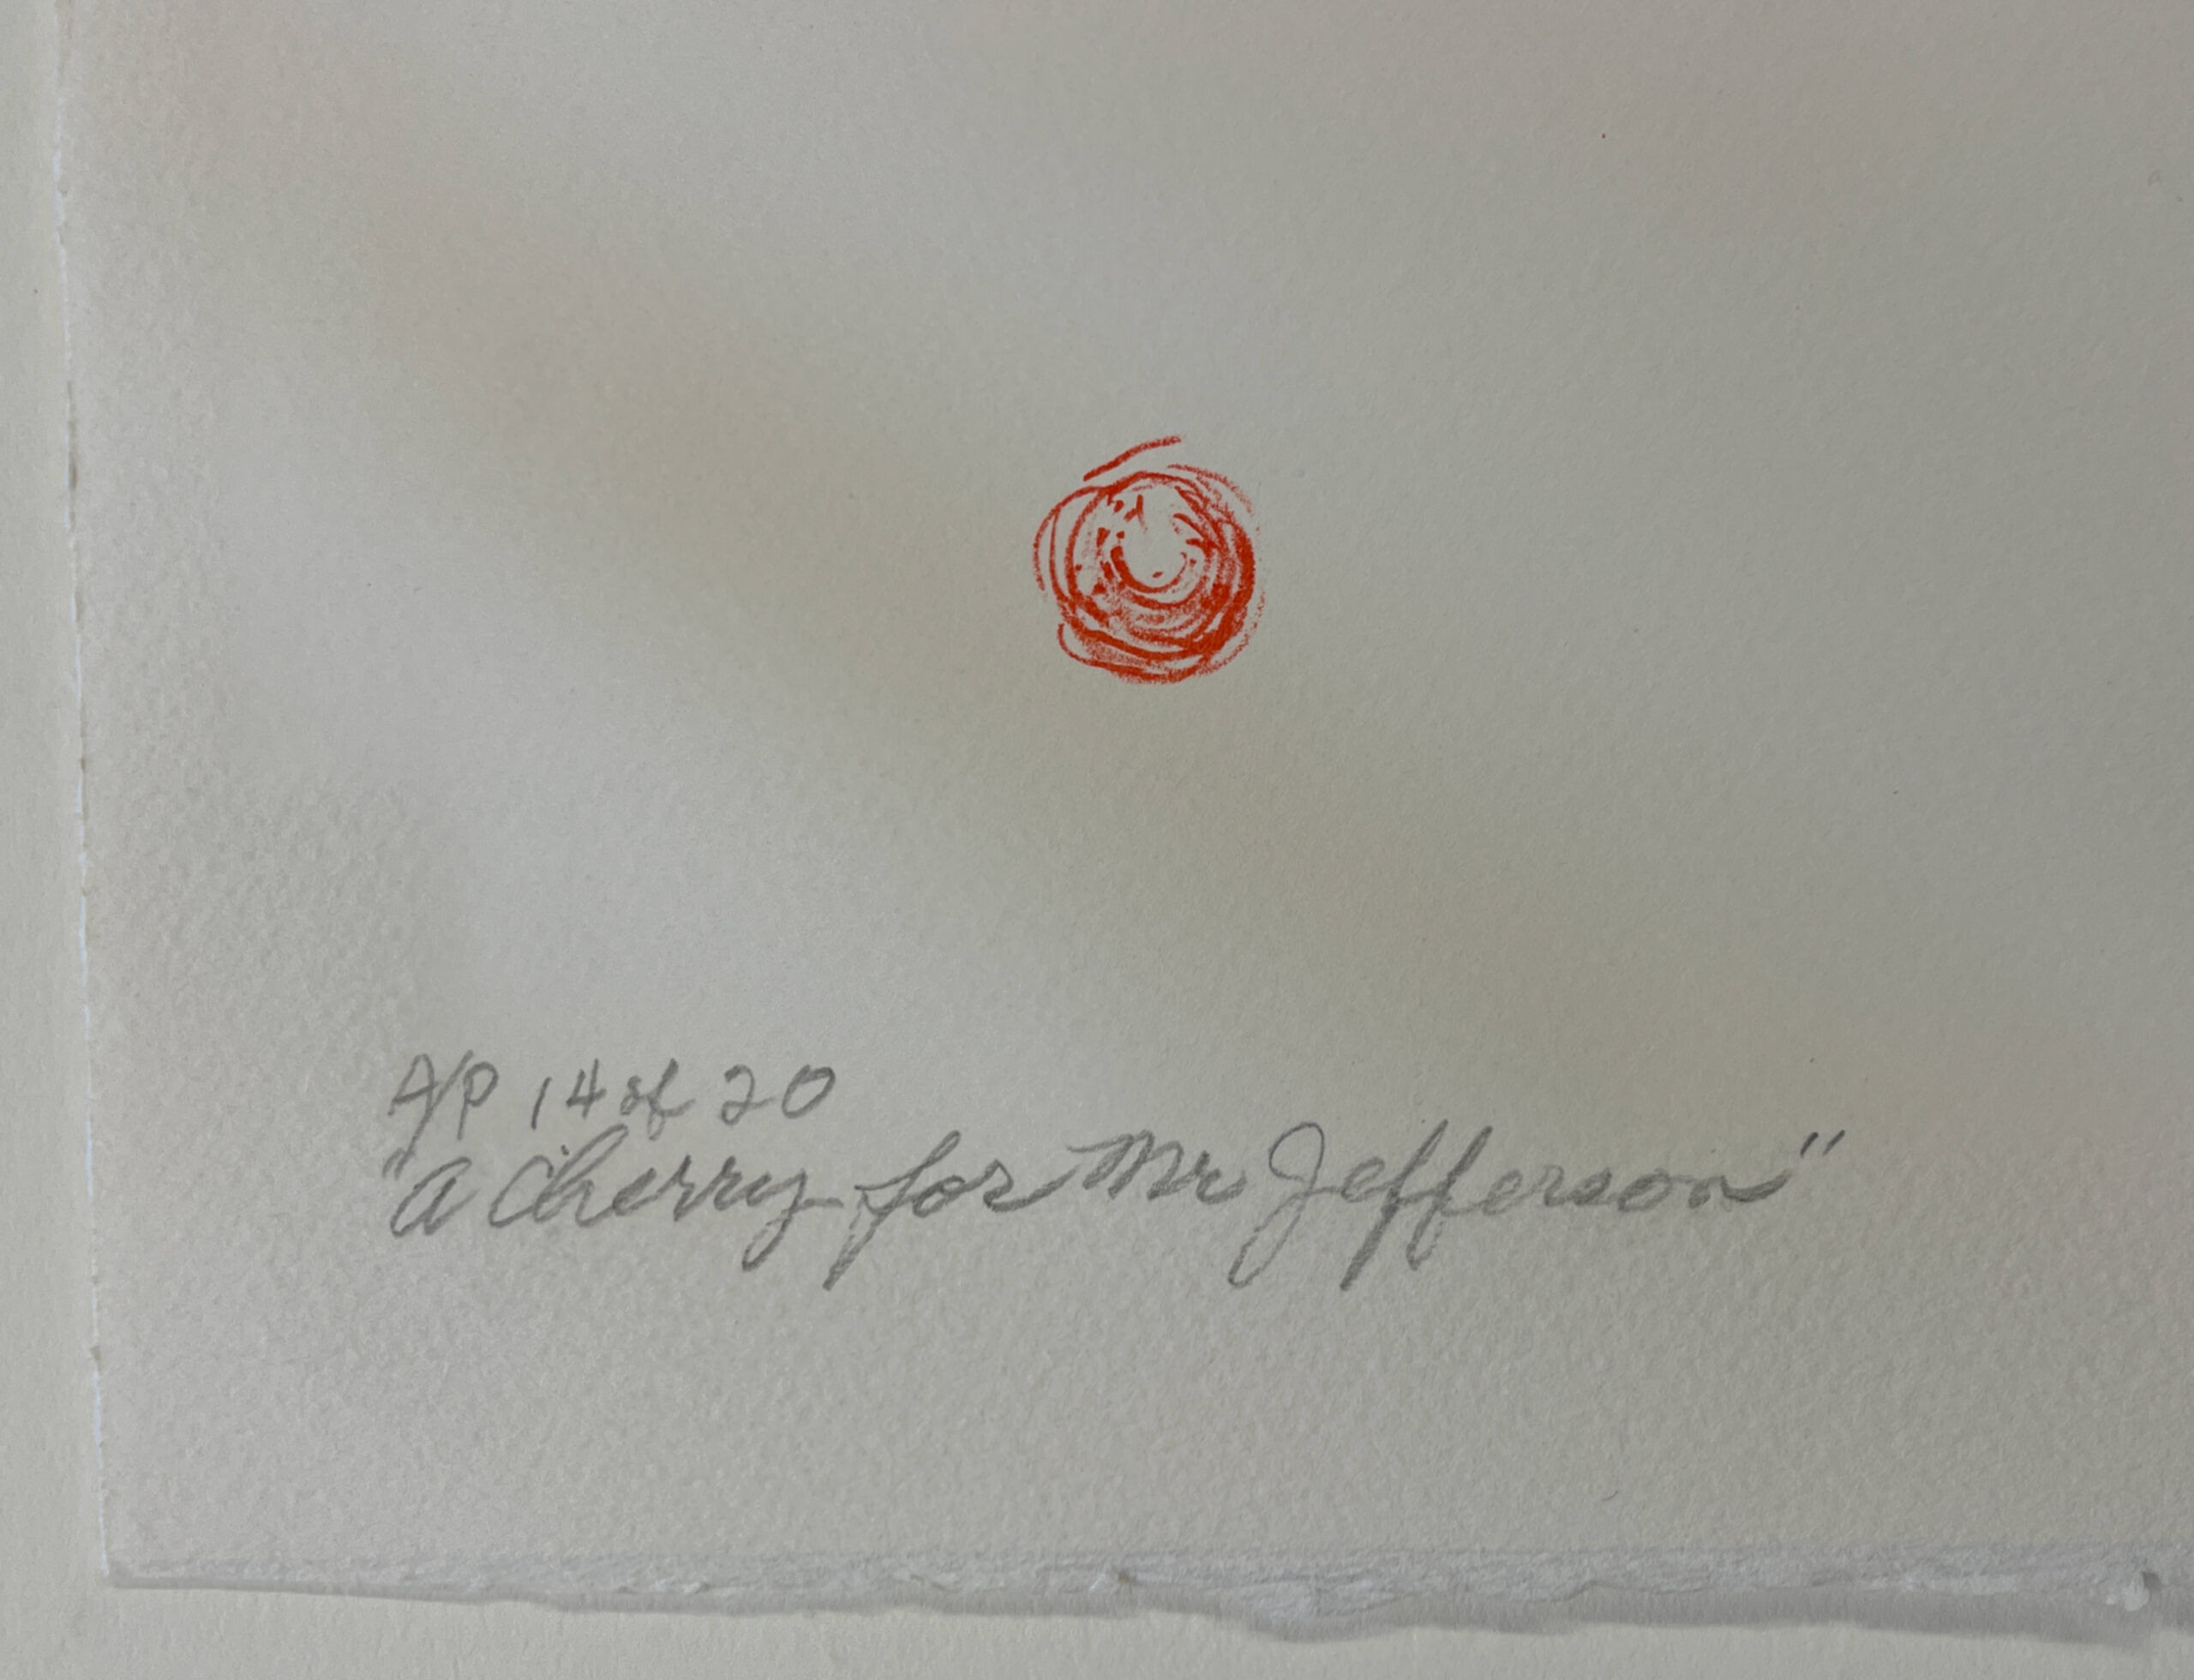 A/P 14 of 20
"A Cherry for Mr Jefferson"